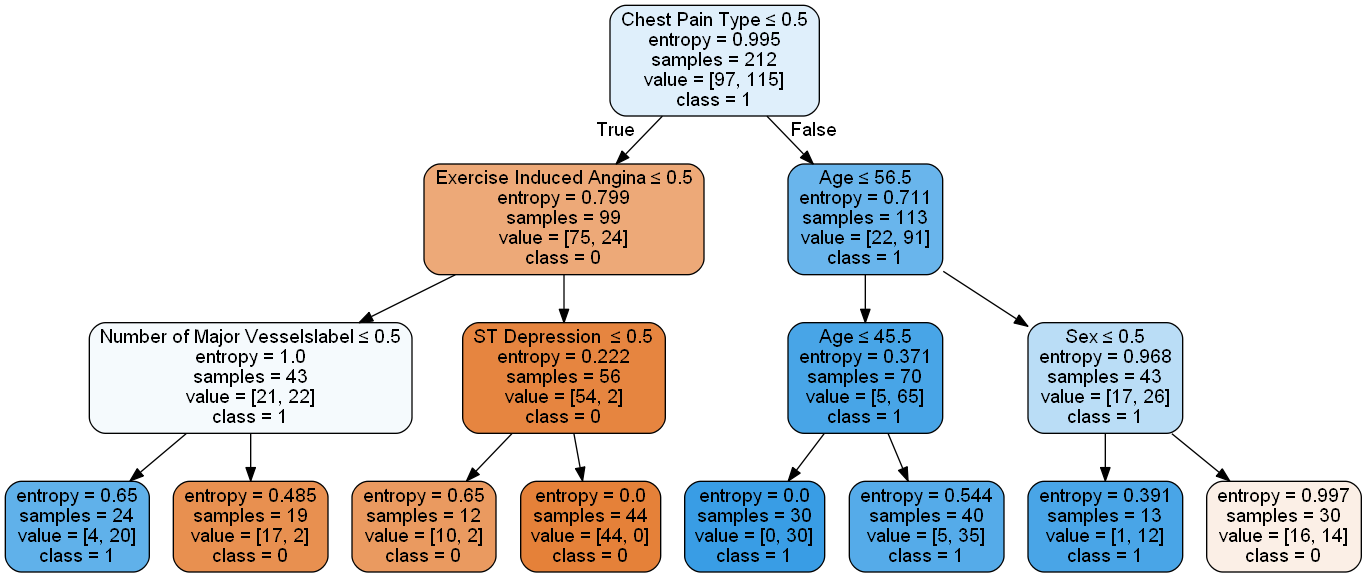 Chest Pain Type ≤ 0.5
entropy = 0.995
samples = 212
value = [97, 115]
class = 1
True
False
Exercise Induced Angina ≤ 0.5
entropy = 0.799
samples = 99
value = [75, 24]
class = 0
Age ≤ 56.5
entropy = 0.711
samples = 113
value = [22, 91]
class = 1
Number of Major Vesselslabel ≤ 0.5
entropy = 1.0
samples = 43
value = [21, 22]
class = 1
ST Depression ≤ 0.5
entropy = 0.222
samples = 56
value = [54, 2]
class = 0
Age ≤ 45.5
entropy = 0.371
samples = 70
value = [5, 65]
class = 1
Sex ≤ 0.5
entropy = 0.968
samples = 43
value = [17, 26]
class = 1
entropy = 0.65
samples = 24
value = [4, 20]
class = 1
entropy = 0.485
samples = 19
value = [17, 2]
class = 0
entropy = 0.65
samples = 12
value = [10, 2]
class = 0
entropy = 0.0
samples = 44
value = [44, 0]
class = 0
entropy = 0.0
samples = 30
value = [0, 30]
class = 1
entropy = 0.544
samples = 40
value = [5, 35]
class = 1
entropy = 0.391
samples = 13
value = [1, 12]
class = 1
entropy = 0.997
samples = 30
value = [16, 14]
class = 0